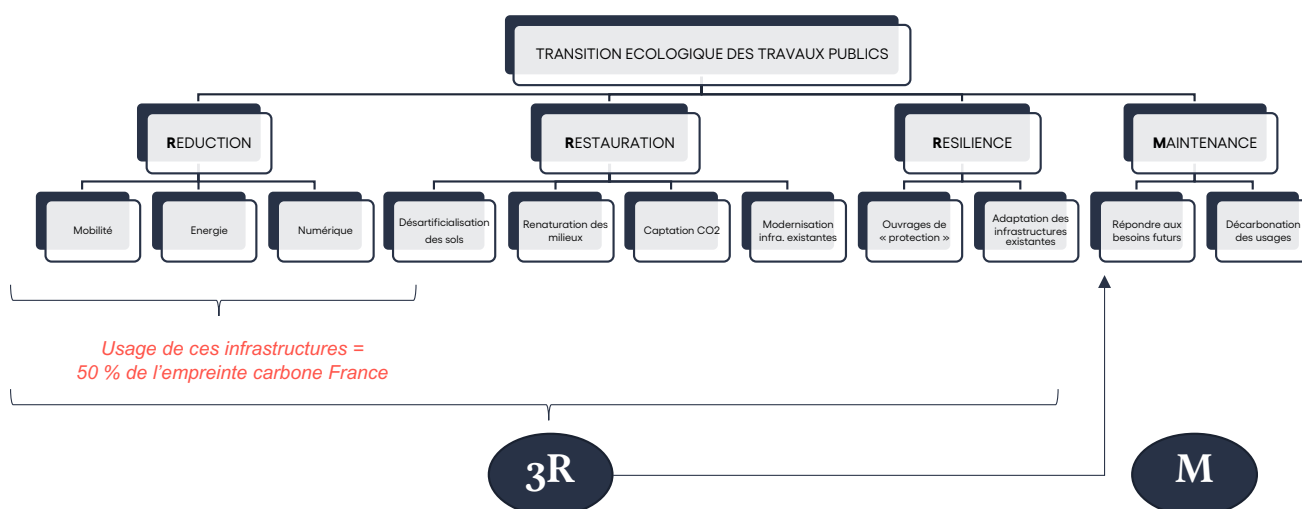 TRANSITION ECOLOGIQUE DES TRAVAUX PUBLICS
REDUCTION
RESTAURATION
RESILIENCE
MAINTENANCE
Mobilité
Energie
Numérique
Désartificialisation
des sols
Renaturation des
milieux
Captation CO2
Modernisation
infra. existantes
Ouvrages de
« protection »
Adaptation des
infrastructures
existantes
Répondre aux
besoins futurs
Décarbonation
des usages
Usage de ces infrastructures =
50 % de l’empreinte carbone France
3R
M